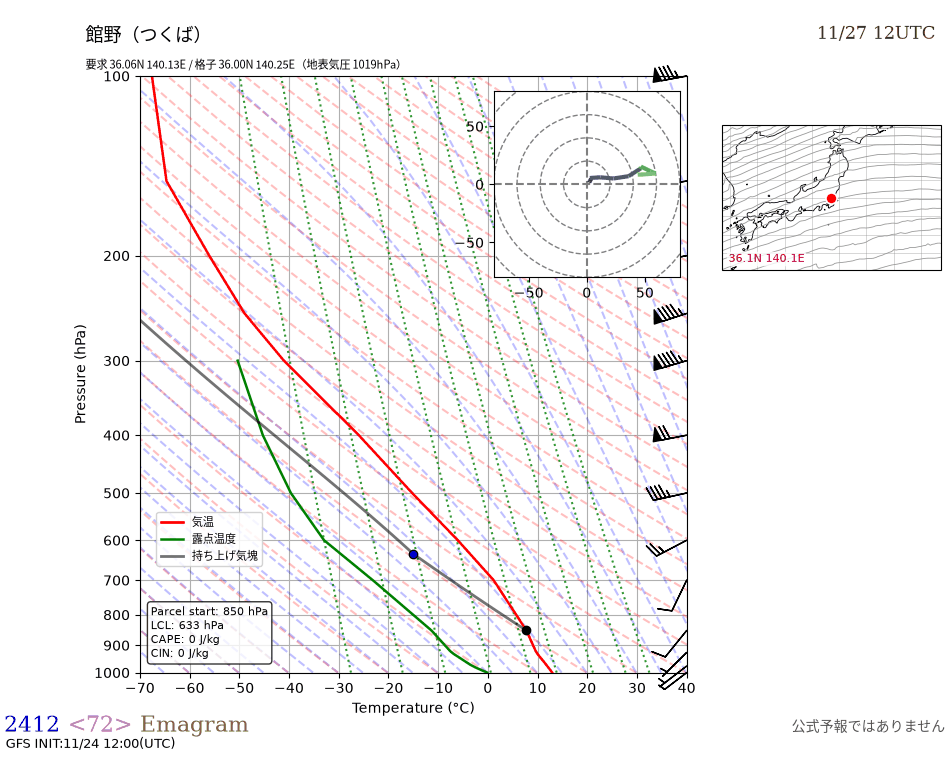 館野（つくば）
11/27 12UTC
要求 36.06N 140.13E / 格子 36.00N 140.25E（地表気圧 1019hPa）
100
200
300
400
500
600
700
800
900
1000
Pressure (hPa)
−70 −60 −50 −40 −30 −20 −10 0 10 20 30 40
Temperature (°C)
50
0
−50
−50 0 50
36.1N 140.1E
気温
露点温度
持ち上げ気塊
Parcel start: 850 hPa
LCL: 633 hPa
CAPE: 0 J/kg
CIN: 0 J/kg
2412 <72> Emagram
GFS INIT:11/24 12:00(UTC)
公式予報ではありません